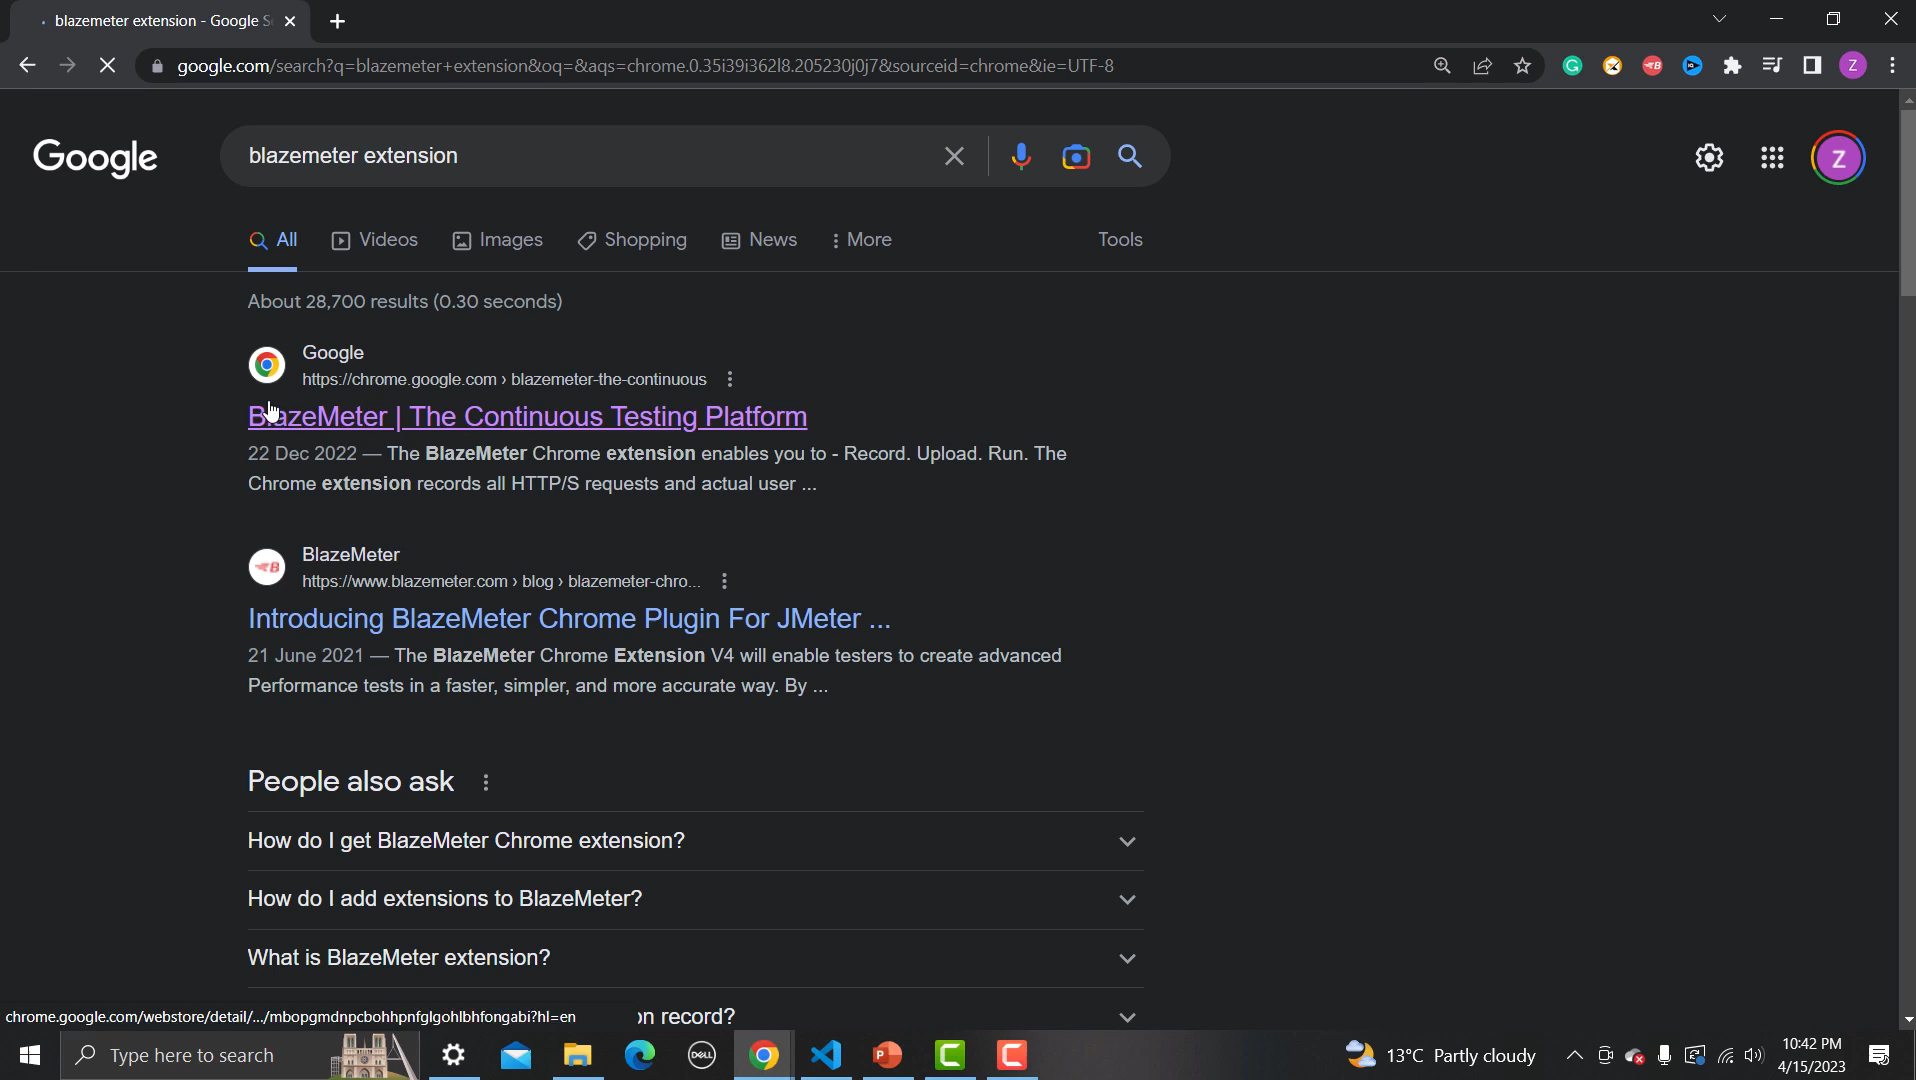 blazemeter extension - Google S
google.com/search?q=blazemeter+extension&oq=&aqs=chrome.0.35i39i362l8.205230j0j7&sourceid=chrome&ie=UTF-8
Z
Google
blazemeter extension
Z
All
Videos
Images
Shopping
News
More
Tools
About 28,700 results (0.30 seconds)
Google
https://chrome.google.com › blazemeter-the-continuous
BlazeMeter | The Continuous Testing Platform
22 Dec 2022 — The BlazeMeter Chrome extension enables you to - Record. Upload. Run. The
Chrome extension records all HTTP/S requests and actual user ...
BlazeMeter
https://www.blazemeter.com › blog › blazemeter-chro...
Introducing BlazeMeter Chrome Plugin For JMeter ...
21 June 2021 — The BlazeMeter Chrome Extension V4 will enable testers to create advanced
Performance tests in a faster, simpler, and more accurate way. By ...
People also ask
How do I get BlazeMeter Chrome extension?
How do I add extensions to BlazeMeter?
What is BlazeMeter extension?
on record?
chrome.google.com/webstore/detail/.../mbopgmdnpcbohhpnfglgohlbhfongabi?hl=en
Type here to search
DELL
13°C Partly cloudy
10:42 PM
4/15/2023